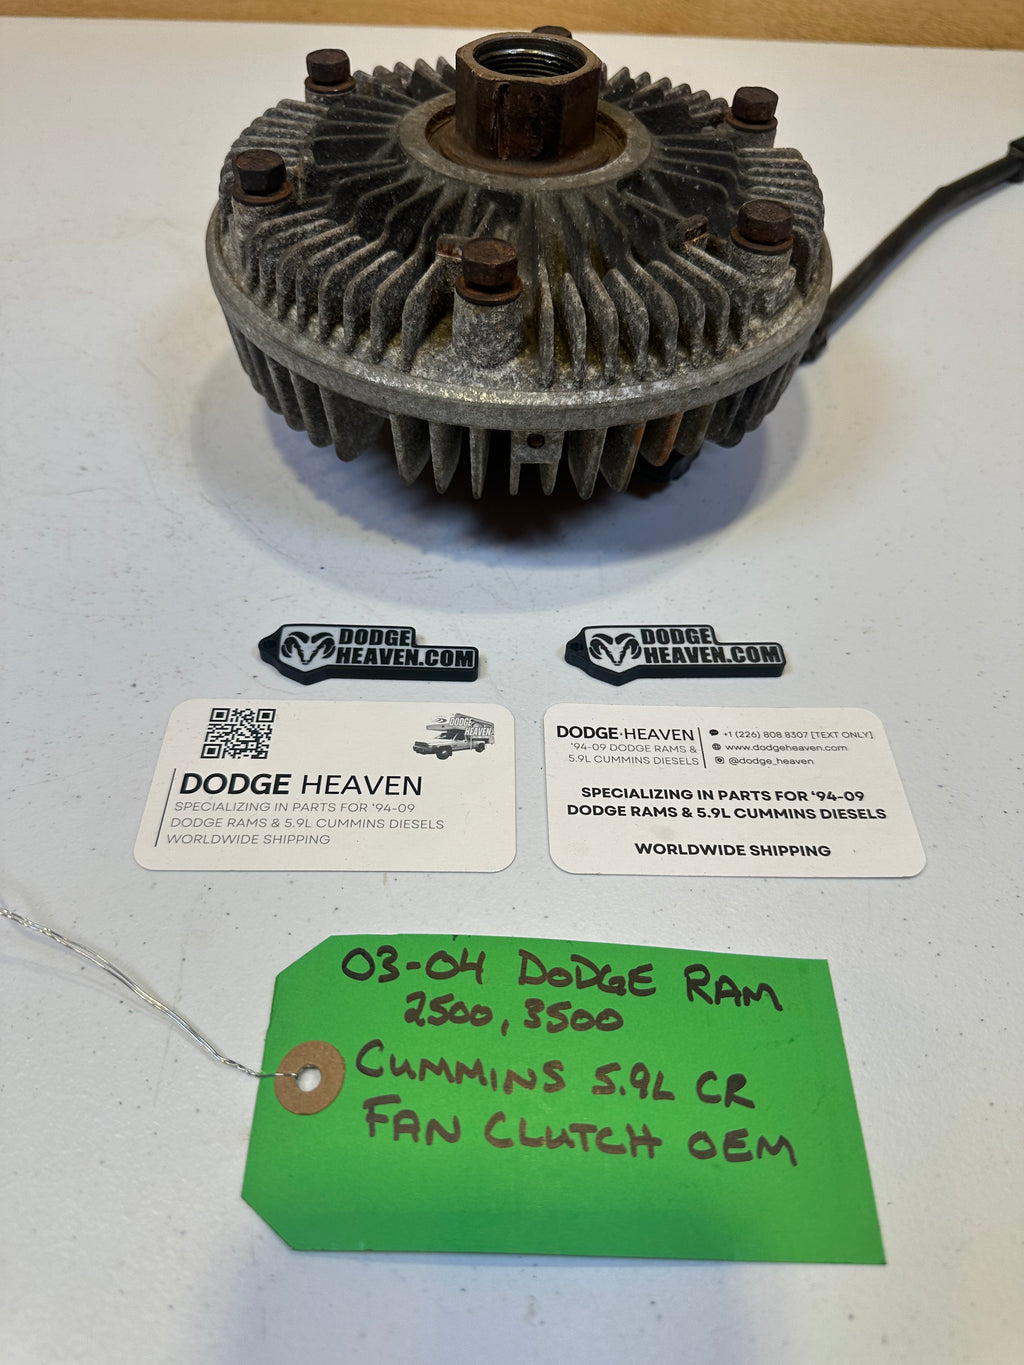 DODGE
HEAVEN.COM
DODGE
HEAVEN.COM
DODGE
HEAVEN
DODGE HEAVEN
SPECIALIZING IN PARTS FOR '94-09
DODGE RAMS & 5.9L CUMMINS DIESELS
WORLDWIDE SHIPPING
DODGE·HEAVEN
'94-09 DODGE RAMS &
5.9L CUMMINS DIESELS
+1 (226) 808 8307 [TEXT ONLY]
www.dodgeheaven.com
@dodge_heaven
SPECIALIZING IN PARTS FOR '94-09
DODGE RAMS & 5.9L CUMMINS DIESELS
WORLDWIDE SHIPPING
03-04 DODGE RAM
2500, 3500
CUMMINS 5.9L CR
FAN CLUTCH OEM